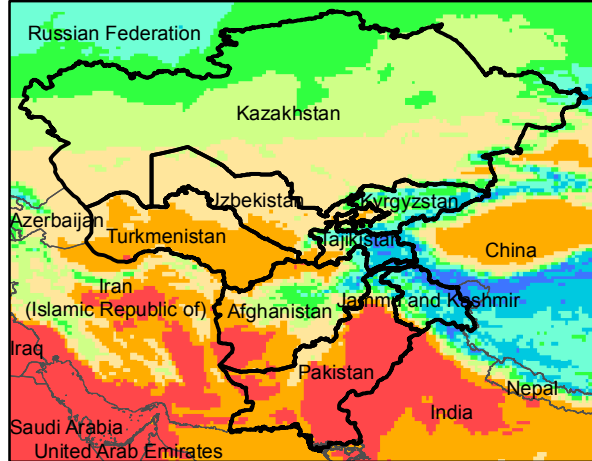 Russian Federation
Kazakhstan
Uzbekistan
Kyrgyzstan
Azerbaijan
Turkmenistan
Tajikistan
China
Iran
(Islamic Republic of)
Afghanistan
Jammu and Kashmir
Iraq
Pakistan
Nepal
India
Saudi Arabia
United Arab Emirates